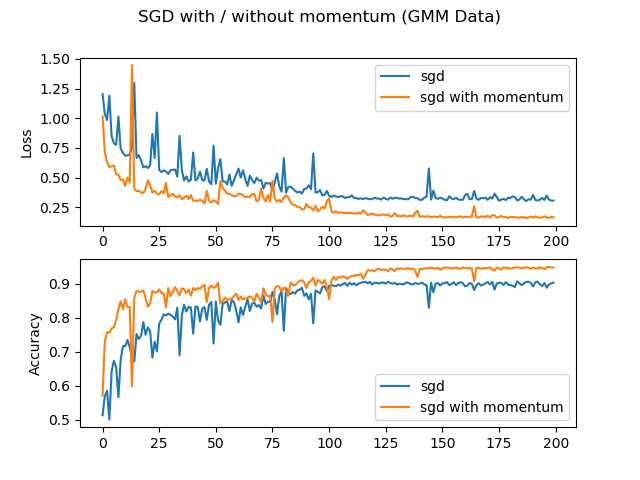 SGD with / without momentum (GMM Data)
1.50
1.25
1.00
0.75
0.50
0.25
Loss
sgd
sgd with momentum
0 25 50 75 100 125 150 175 200
0.9
0.8
0.7
0.6
0.5
Accuracy
sgd
sgd with momentum
0 25 50 75 100 125 150 175 200